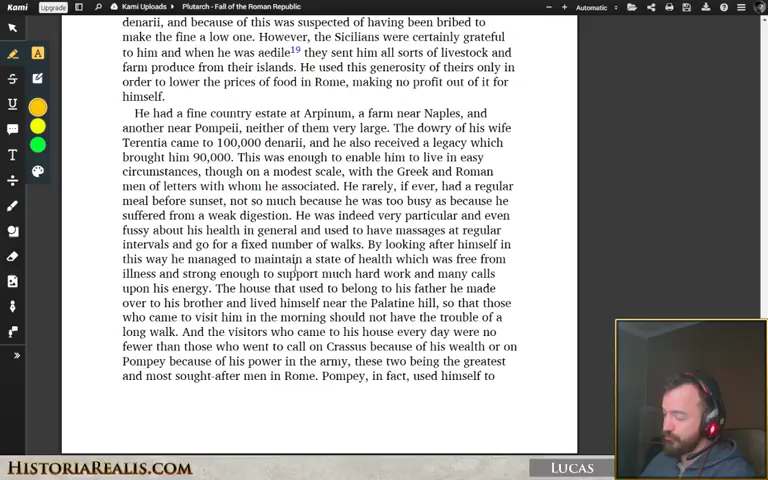 Kami
Upgrade
Kami Uploads > Plutarch - Fall of the Roman Republic
Automatic
denarii, and because of this was suspected of having been bribed to
make the fine a low one. However, the Sicilians were certainly grateful
to him and when he was aedile19 they sent him all sorts of livestock and
farm produce from their islands. He used this generosity of theirs only in
order to lower the prices of food in Rome, making no profit out of it for
himself.
He had a fine country estate at Arpinum, a farm near Naples, and
another near Pompeii, neither of them very large. The dowry of his wife
Terentia came to 100,000 denarii, and he also received a legacy which
brought him 90,000. This was enough to enable him to live in easy
circumstances, though on a modest scale, with the Greek and Roman
men of letters with whom he associated. He rarely, if ever, had a regular
meal before sunset, not so much because he was too busy as because he
suffered from a weak digestion. He was indeed very particular and even
fussy about his health in general and used to have massages at regular
intervals and go for a fixed number of walks. By looking after himself in
this way he managed to maintain a state of health which was free from
illness and strong enough to support much hard work and many calls
upon his energy. The house that used to belong to his father he made
over to his brother and lived himself near the Palatine hill, so that those
who came to visit him in the morning should not have the trouble of a
long walk. And the visitors who came to his house every day were no
fewer than those who went to call on Crassus because of his wealth or on
Pompey because of his power in the army, these two being the greatest
and most sought-after men in Rome. Pompey, in fact, used himself to
HISTORIAREALIS.COM
LUCAS